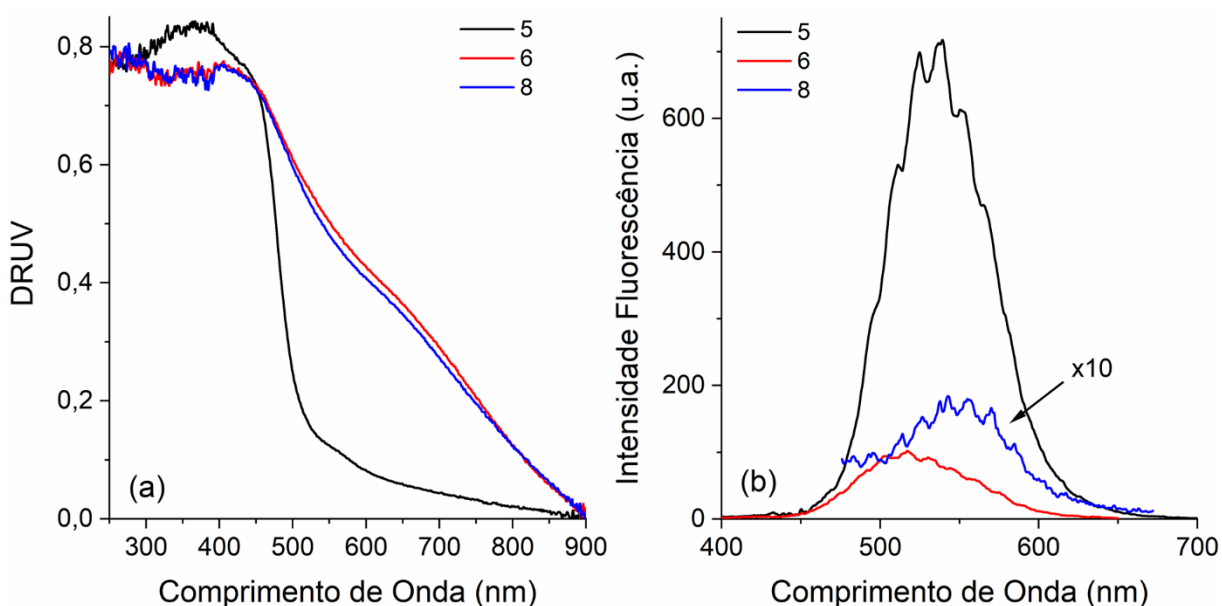 5
6
8
0,8
0,6
0,4
0,2
0,0
DRUV
(a)
300 400 500 600 700 800 900
Comprimento de Onda (nm)
5
6
8
600
400
200
0
Intensidade Fluorescência (u.a.)
x10
(b)
400 500 600 700
Comprimento de Onda (nm)